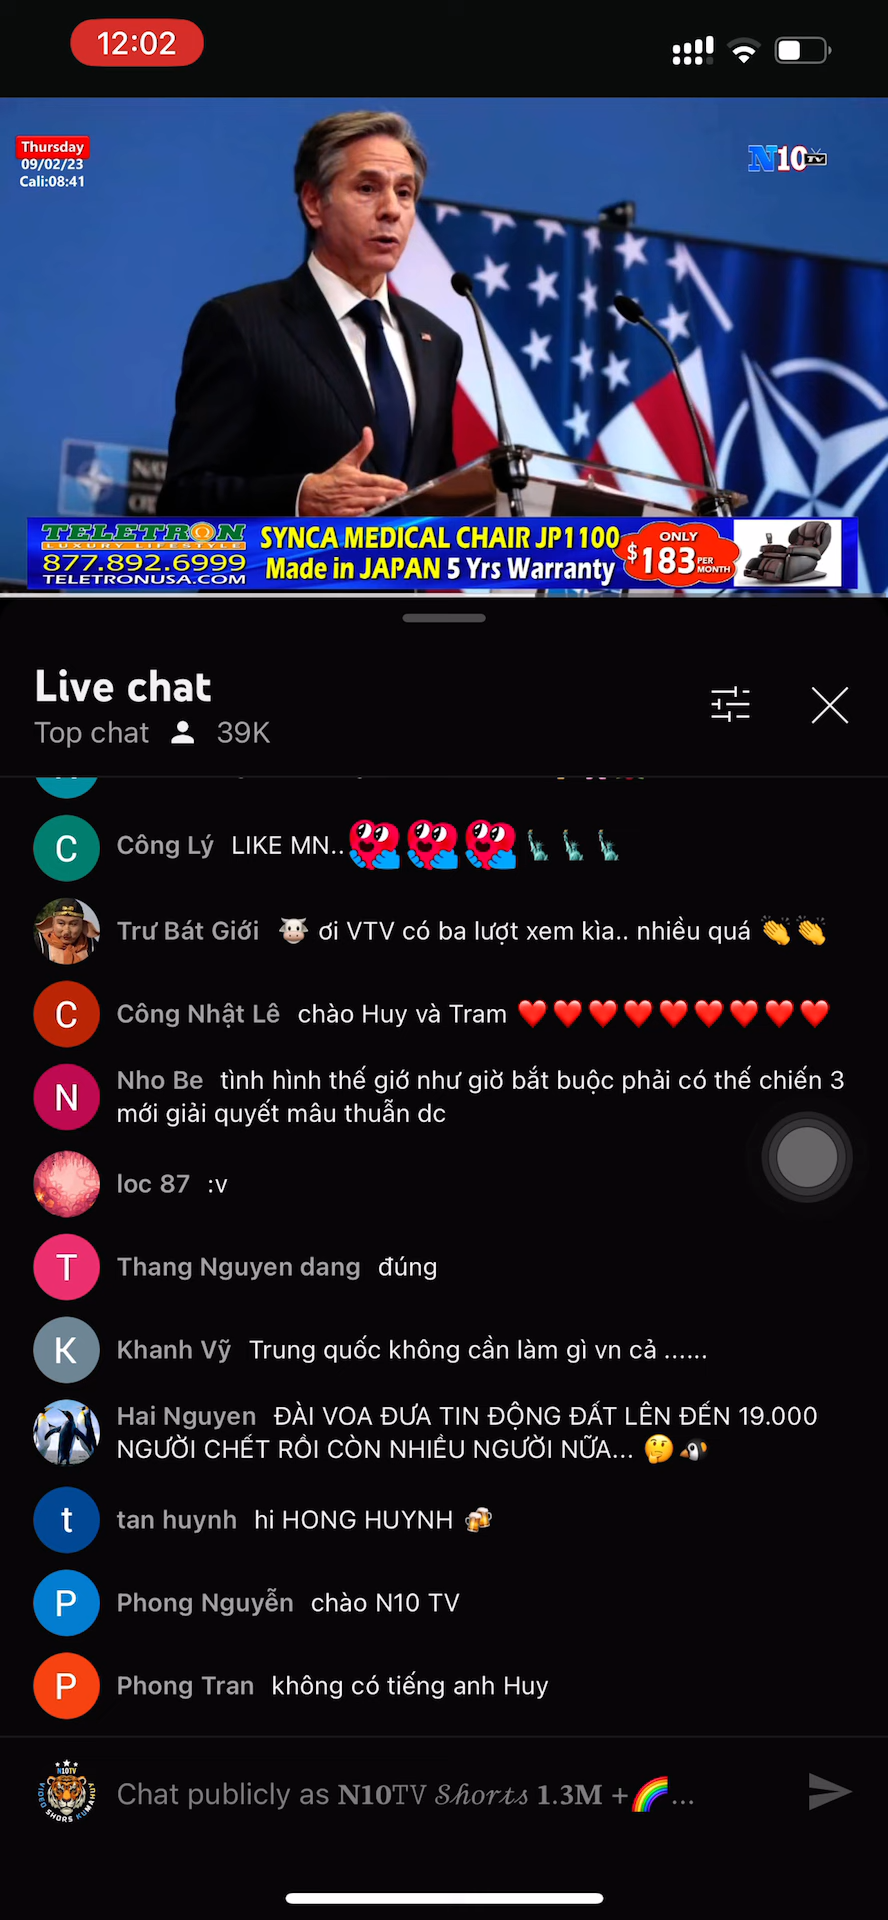 12:02
Thursday
09/02/23
Cali:08:41
N10 TV
TELETRON
LUXURY LIFESTYLE
877.892.6999
TELETRONUSA.COM
SYNCA MEDICAL CHAIR JP1100
Made in JAPAN 5 Yrs Warranty
ONLY
$183 PER MONTH
Live chat
Top chat 39K
C Công Lý LIKE MN..❤️❤️❤️🗽🗽🗽
Trư Bát Giới 🐮 ơi VTV có ba lượt xem kìa.. nhiều quá 👏👏
C Công Nhật Lê chào Huy và Tram ❤️❤️❤️❤️❤️❤️❤️❤️❤️
N Nho Be tình hình thế giớ như giờ bắt buộc phải có thế chiến 3
mới giải quyết mâu thuẫn dc
loc 87 :v
T Thang Nguyen dang đúng
K Khanh Vỹ Trung quốc không cần làm gì vn cả ......
Hai Nguyen ĐÀI VOA ĐƯA TIN ĐỘNG ĐẤT LÊN ĐẾN 19.000
NGƯỜI CHẾT RỒI CÒN NHIỀU NGƯỜI NỮA... 🤔🐧
t tan huynh hi HONG HUYNH 🍻
P Phong Nguyễn chào N10 TV
P Phong Tran không có tiếng anh Huy
N10TV
VIDEO SHORS KUMAHUY
Chat publicly as 𝐍𝟏𝟎TV 𝓢𝓱𝓸𝓻𝓽𝓼 𝟏.𝟑𝐌 +🌈...